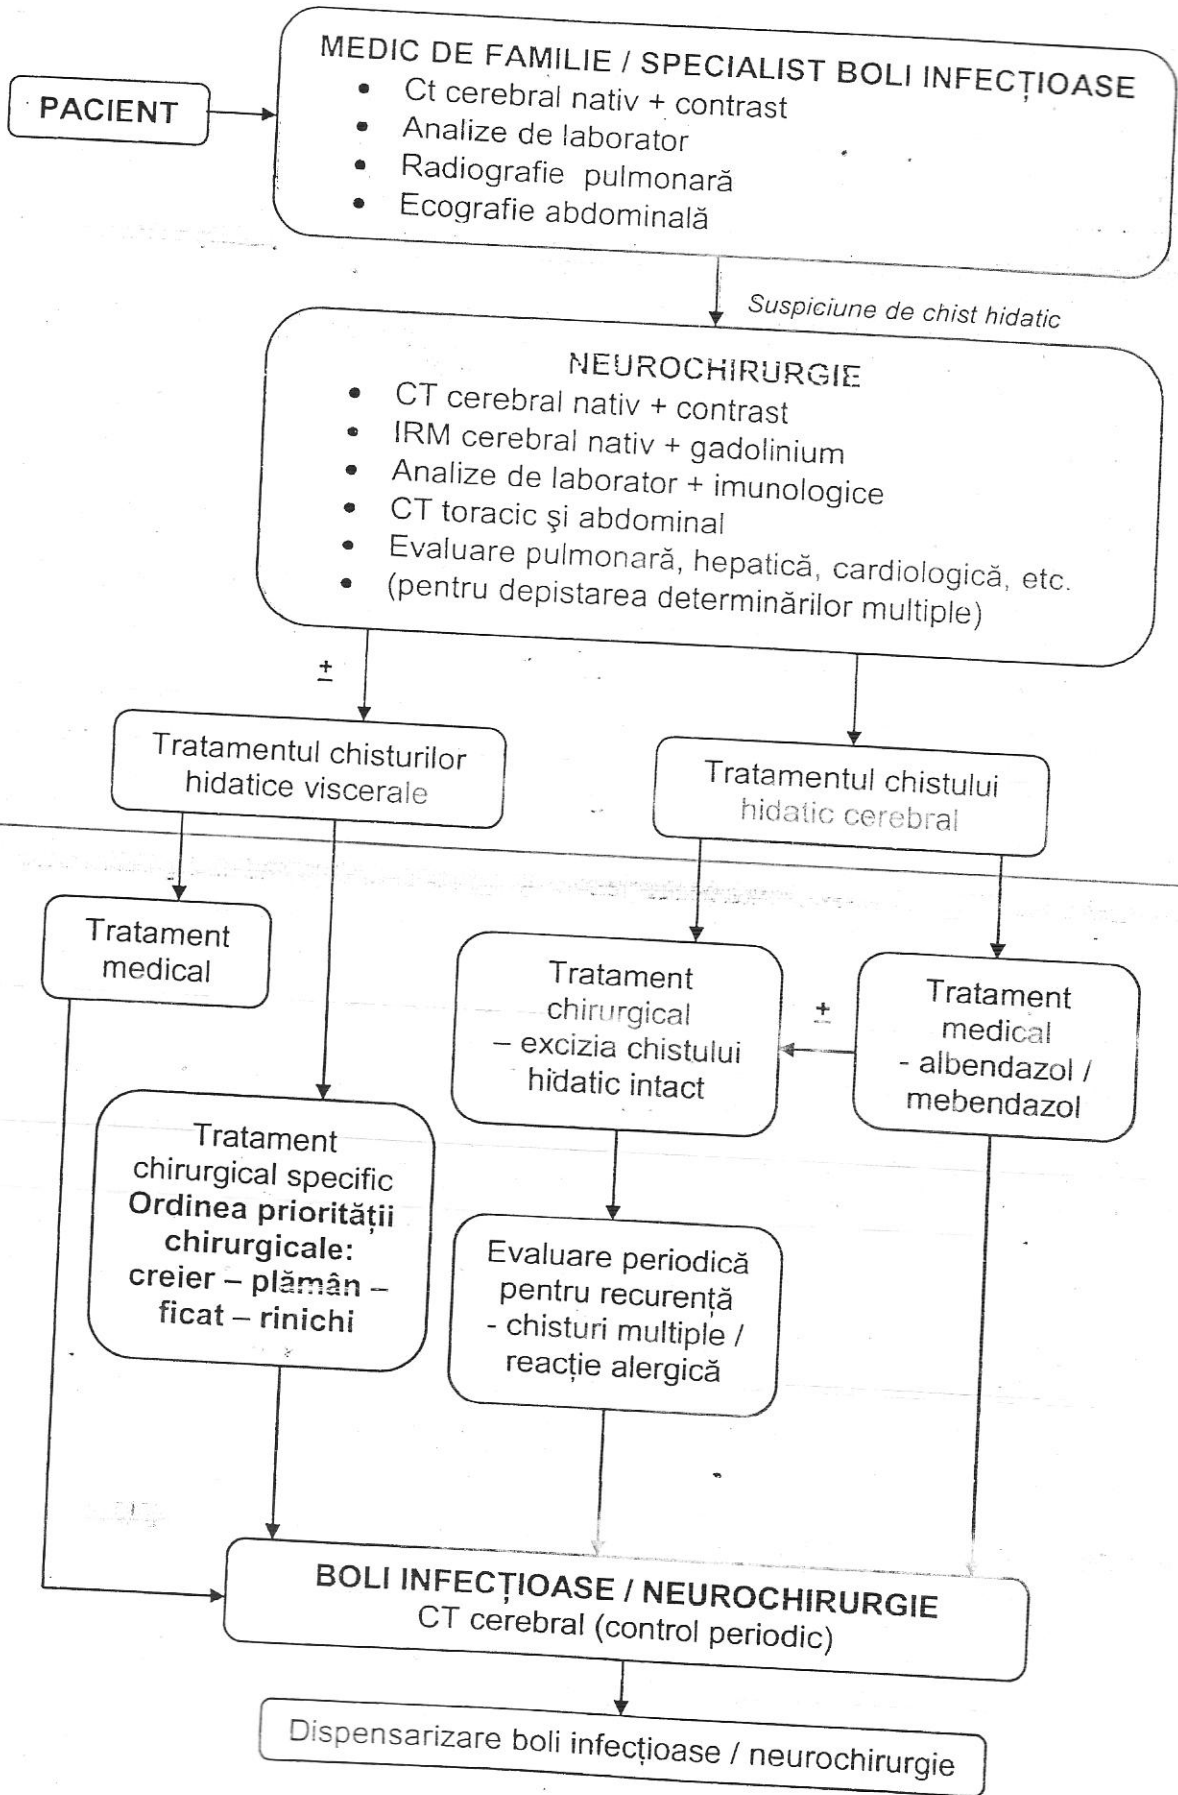 PACIENT
MEDIC DE FAMILIE / SPECIALIST BOLI INFECȚIOASE
• Ct cerebral nativ + contrast
• Analize de laborator
• Radiografie pulmonară
• Ecografie abdominală
Suspiciune de chist hidatic
NEUROCHIRURGIE
• CT cerebral nativ + contrast
• IRM cerebral nativ + gadolinium
• Analize de laborator + imunologice
• CT toracic și abdominal
• Evaluare pulmonară, hepatică, cardiologică, etc.
• (pentru depistarea determinărilor multiple)
±
Tratamentul chisturilor
hidatice viscerale
Tratamentul chistului
hidatic cerebral
Tratament
medical
Tratament
chirurgical
– excizia chistului
hidatic intact
±
Tratament
medical
- albendazol /
mebendazol
Tratament
chirurgical specific
Ordinea priorității
chirurgicale:
creier – plămân –
ficat – rinichi
Evaluare periodică
pentru recurență
- chisturi multiple /
reacție alergică
BOLI INFECȚIOASE / NEUROCHIRURGIE
CT cerebral (control periodic)
Dispensarizare boli infecțioase / neurochirurgie